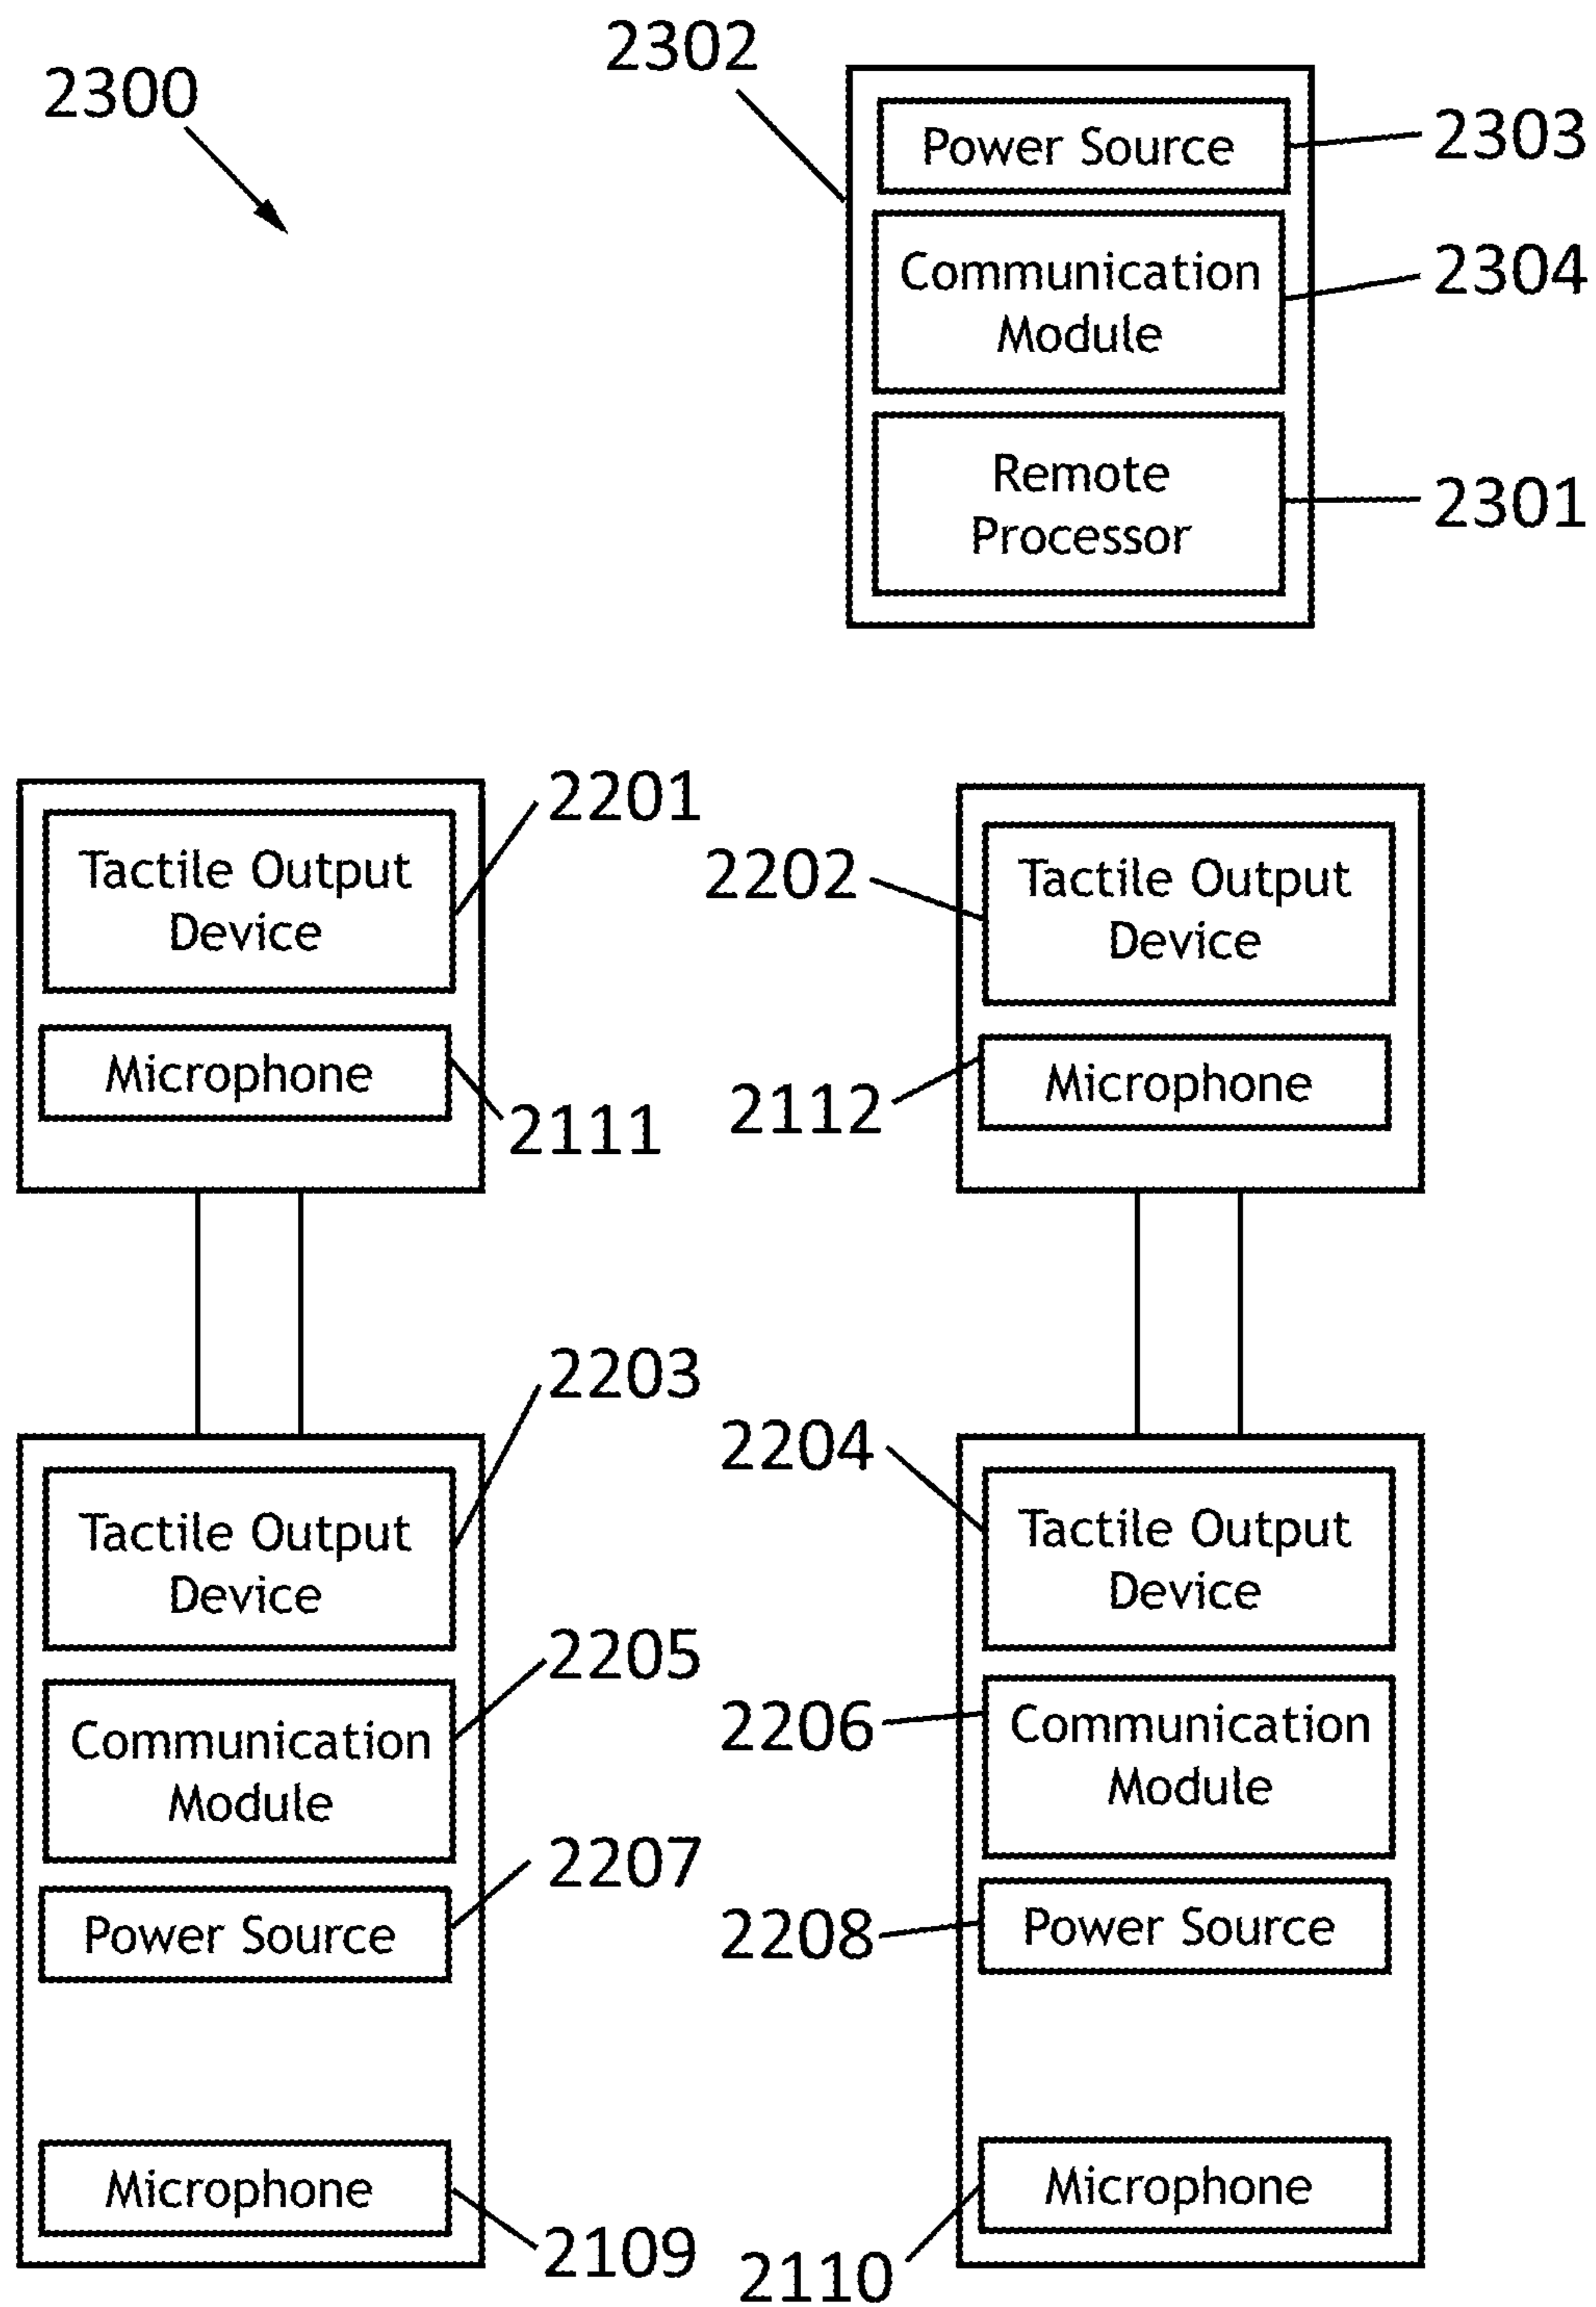 2300
2302
Power Source
2303
Communication
Module
2304
Remote
Processor
2301
Tactile Output
Device
2201
Microphone
2111
2202
Tactile Output
Device
2112
Microphone
Tactile Output
Device
2203
Communication
Module
2205
Power Source
2207
Microphone
2109
2204
Tactile Output
Device
2206
Communication
Module
2208
Power Source
2110
Microphone